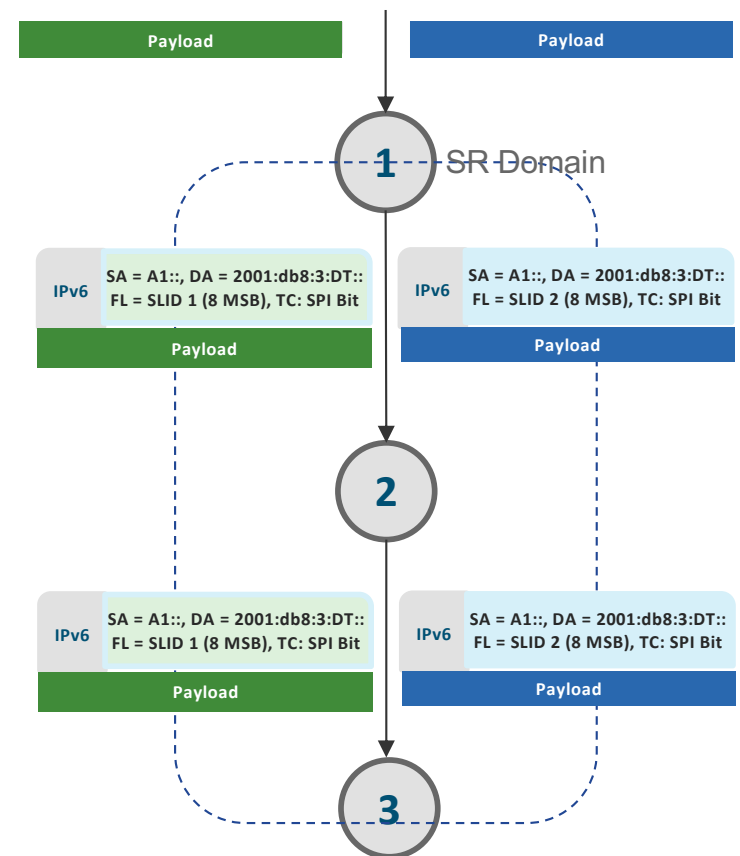 Payload
Payload
1
SR Domain
IPv6
SA = A1::, DA = 2001:db8:3:DT::
FL = SLID 1 (8 MSB), TC: SPI Bit
Payload
IPv6
SA = A1::, DA = 2001:db8:3:DT::
FL = SLID 2 (8 MSB), TC: SPI Bit
Payload
2
IPv6
SA = A1::, DA = 2001:db8:3:DT::
FL = SLID 1 (8 MSB), TC: SPI Bit
Payload
IPv6
SA = A1::, DA = 2001:db8:3:DT::
FL = SLID 2 (8 MSB), TC: SPI Bit
Payload
3